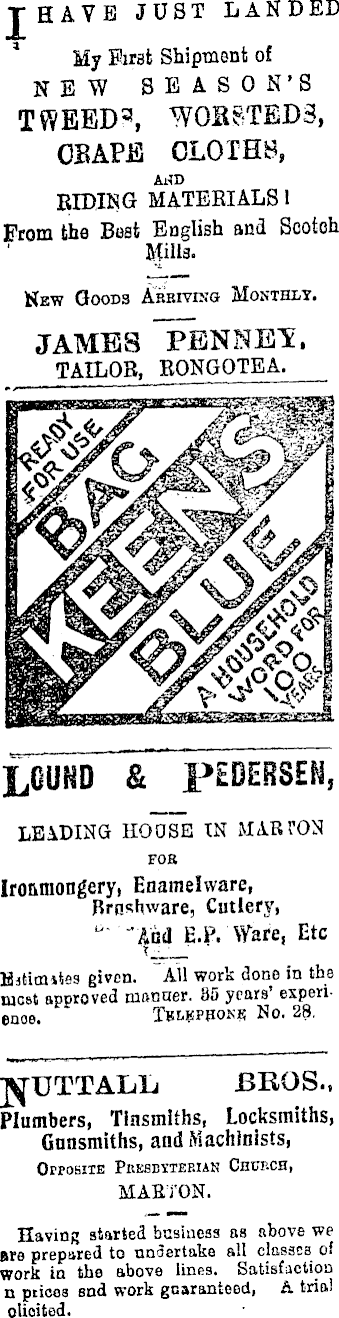 I HAVE JUST LANDED
My First Shipment of
NEW SEASON'S
TWEEDS, WORSTEDS,
CRAPE CLOTHS,
AND
RIDING MATERIALS!
From the Best English and Scotch
Mills.
NEW GOODS ARRIVING MONTHLY.
JAMES PENNEY,
TAILOR, RONGOTEA.
READY
FOR USE
BAG
KEEN'S
BLUE
A HOUSEHOLD
WORD FOR
100
YEARS
LOUND & PEDERSEN,
LEADING HOUSE IN MARTON
FOR
Ironmongery, Enamelware,
Brushware, Cutlery,
And E.P. Ware, Etc
Estimates given. All work done in the
most approved manner. 35 years' experi-
ence. TELEPHONE No. 28.
NUTTALL BROS.,
Plumbers, Tinsmiths, Locksmiths,
Gunsmiths, and Machinists,
OPPOSITE PRESBYTERIAN CHURCH,
MARTON.
Having started business as above we
are prepared to undertake all classes of
work in the above lines. Satisfaction
n prices and work guaranteed, A trial
olicited.